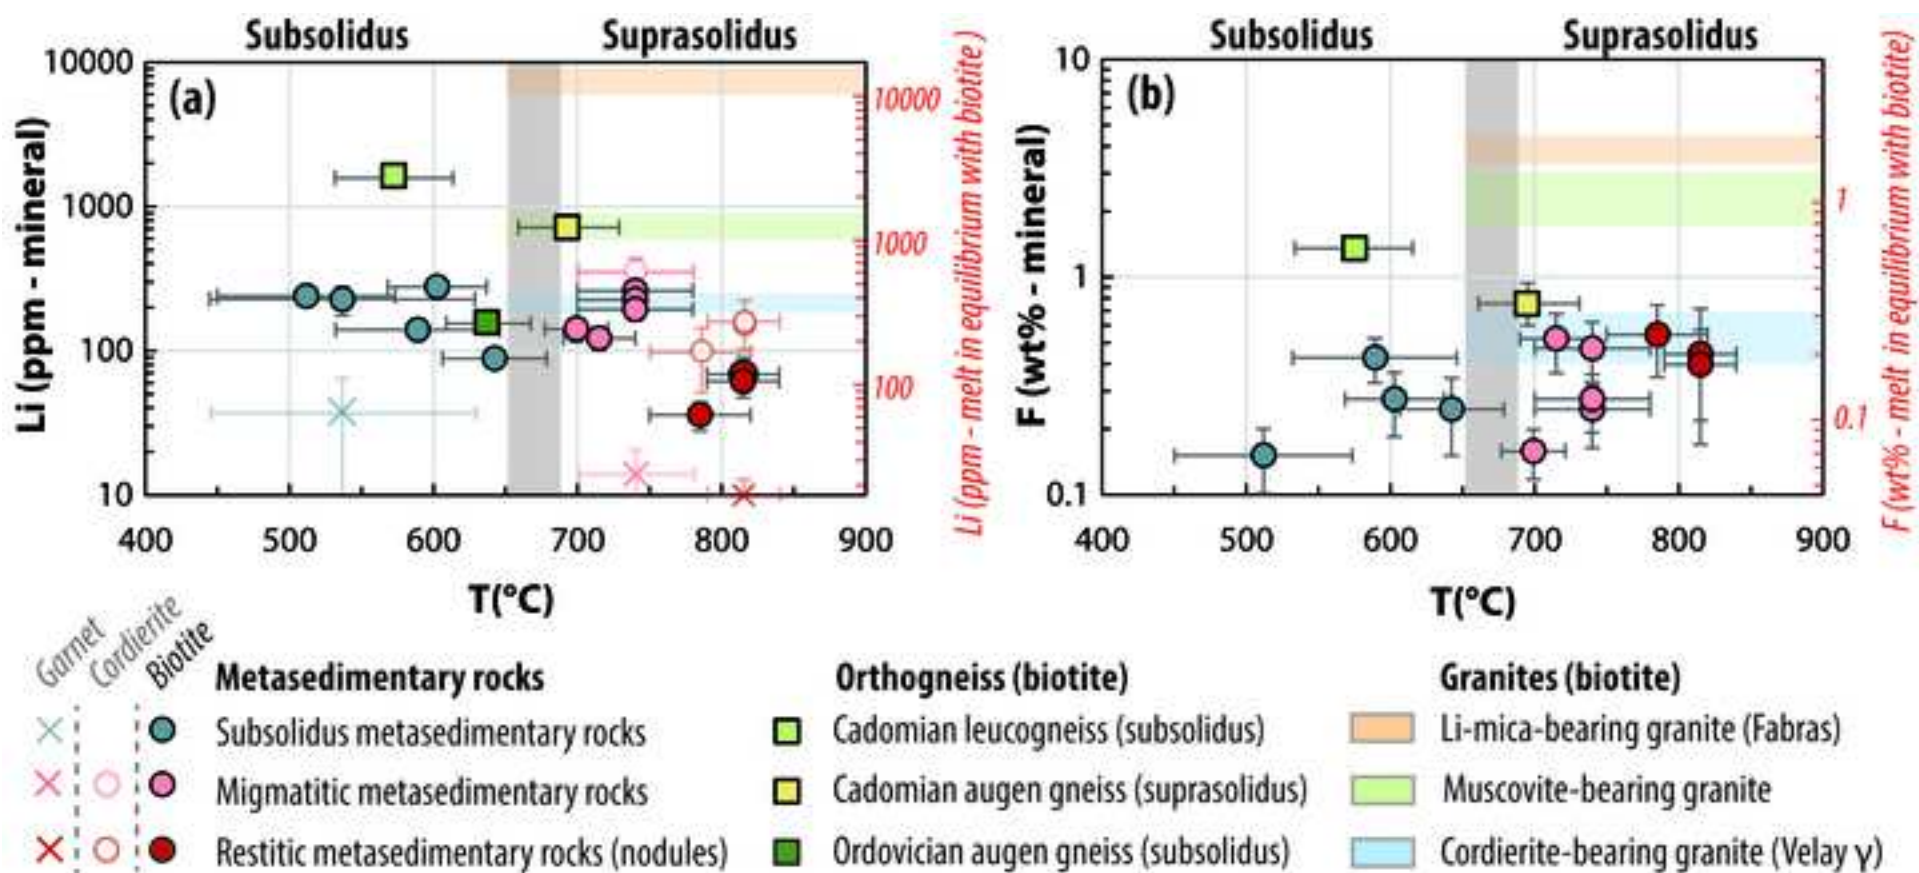 Subsolidus Suprasolidus
(a)
Li (ppm - mineral)
10000
1000
100
10
400 500 600 700 800 900
T(°C)
10000
1000
100
Li (ppm - melt in equilibrium with biotite )
Subsolidus Suprasolidus
(b)
F (wt% - mineral)
10
1
0.1
400 500 600 700 800 900
T(°C)
1
0.1
F (wt% - melt in equilibrium with biotite)
Garnet
Cordierite
Biotite
Metasedimentary rocks
Subsolidus metasedimentary rocks
Migmatitic metasedimentary rocks
Restitic metasedimentary rocks (nodules)
Orthogneiss (biotite)
Cadomian leucogneiss (subsolidus)
Cadomian augen gneiss (suprasolidus)
Ordovician augen gneiss (subsolidus)
Granites (biotite)
Li-mica-bearing granite (Fabras)
Muscovite-bearing granite
Cordierite-bearing granite (Velay γ)